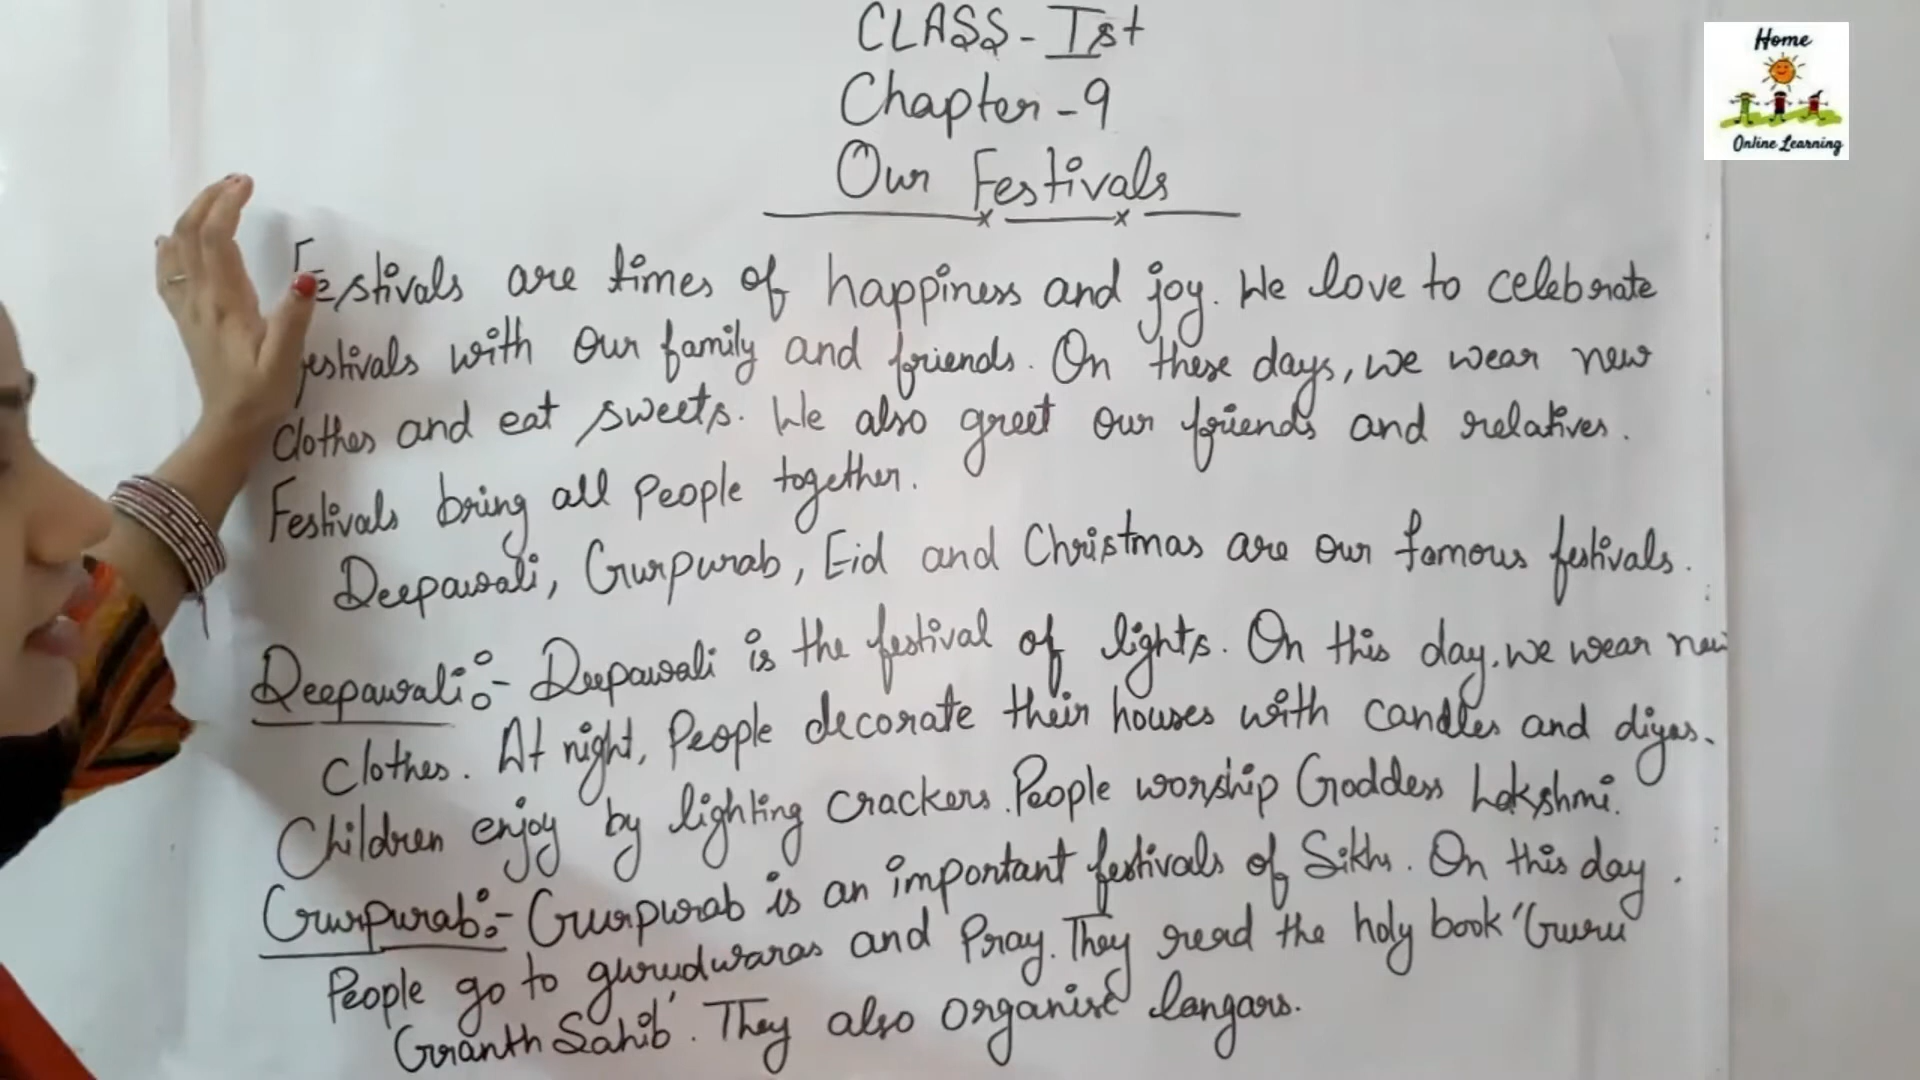 CLASS - Ist
Chapter - 9
Our Festivals
Home
Online Learning
Festivals are times of happiness and joy. We love to celebrate
festivals with our family and friends. On these days, we wear new
clothes and eat sweets. We also greet our friends and relatives.
Festivals bring all People together.
Deepawali, Gurpurab, Eid and Christmas are our famous festivals.
Deepawali:- Deepawali is the festival of lights. On this day, we wear new
clothes. At night, People decorate their houses with candles and diyas.
Children enjoy by lighting crackers. People worship Goddess Lakshmi.
Gurpurab:- Gurpurab is an important festivals of Sikhs. On this day
People go to gurudwaras and Pray. They read the holy book 'Guru
Granth Sahib'. They also organise langars.